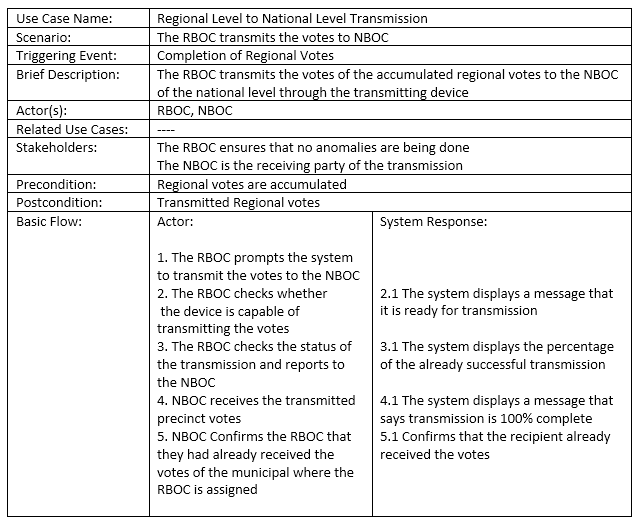 Use Case Name: Regional Level to National Level Transmission
Scenario: The RBOC transmits the votes to NBOC
Triggering Event: Completion of Regional Votes
Brief Description: The RBOC transmits the votes of the accumulated regional votes to the NBOC
of the national level through the transmitting device
Actor(s): RBOC, NBOC
Related Use Cases: ----
Stakeholders: The RBOC ensures that no anomalies are being done
The NBOC is the receiving party of the transmission
Precondition: Regional votes are accumulated
Postcondition: Transmitted Regional votes
Basic Flow:
Actor:
1. The RBOC prompts the system
to transmit the votes to the NBOC
2. The RBOC checks whether
the device is capable of
transmitting the votes
3. The RBOC checks the status of
the transmission and reports to
the NBOC
4. NBOC receives the transmitted
precinct votes
5. NBOC Confirms the RBOC that
they had already received the
votes of the municipal where the
RBOC is assigned
System Response:
2.1 The system displays a message that
it is ready for transmission
3.1 The system displays the percentage
of the already successful transmission
4.1 The system displays a message that
says transmission is 100% complete
5.1 Confirms that the recipient already
received the votes